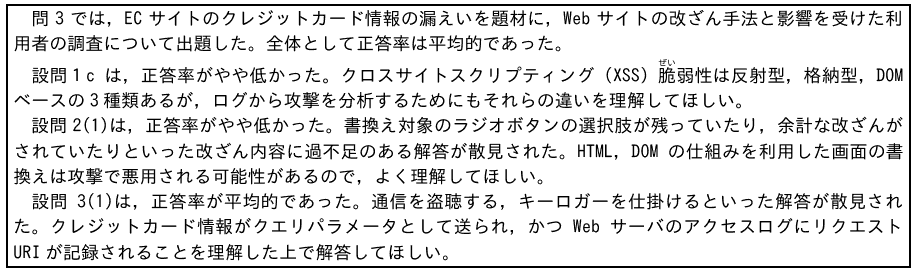 問3では，ECサイトのクレジットカード情報の漏えいを題材に，Webサイトの改ざん手法と影響を受けた利
用者の調査について出題した。全体として正答率は平均的であった。
設問1cは，正答率がやや低かった。クロスサイトスクリプティング（XSS）脆(ぜい)弱性は反射型，格納型，DOM
ベースの3種類あるが，ログから攻撃を分析するためにもそれらの違いを理解してほしい。
設問2(1)は，正答率がやや低かった。書換え対象のラジオボタンの選択肢が残っていたり，余計な改ざんが
されていたりといった改ざん内容に過不足のある解答が散見された。HTML，DOMの仕組みを利用した画面の書
換えは攻撃で悪用される可能性があるので，よく理解してほしい。
設問3(1)は，正答率が平均的であった。通信を盗聴する，キーロガーを仕掛けるといった解答が散見され
た。クレジットカード情報がクエリパラメータとして送られ，かつWebサーバのアクセスログにリクエスト
URIが記録されることを理解した上で解答してほしい。